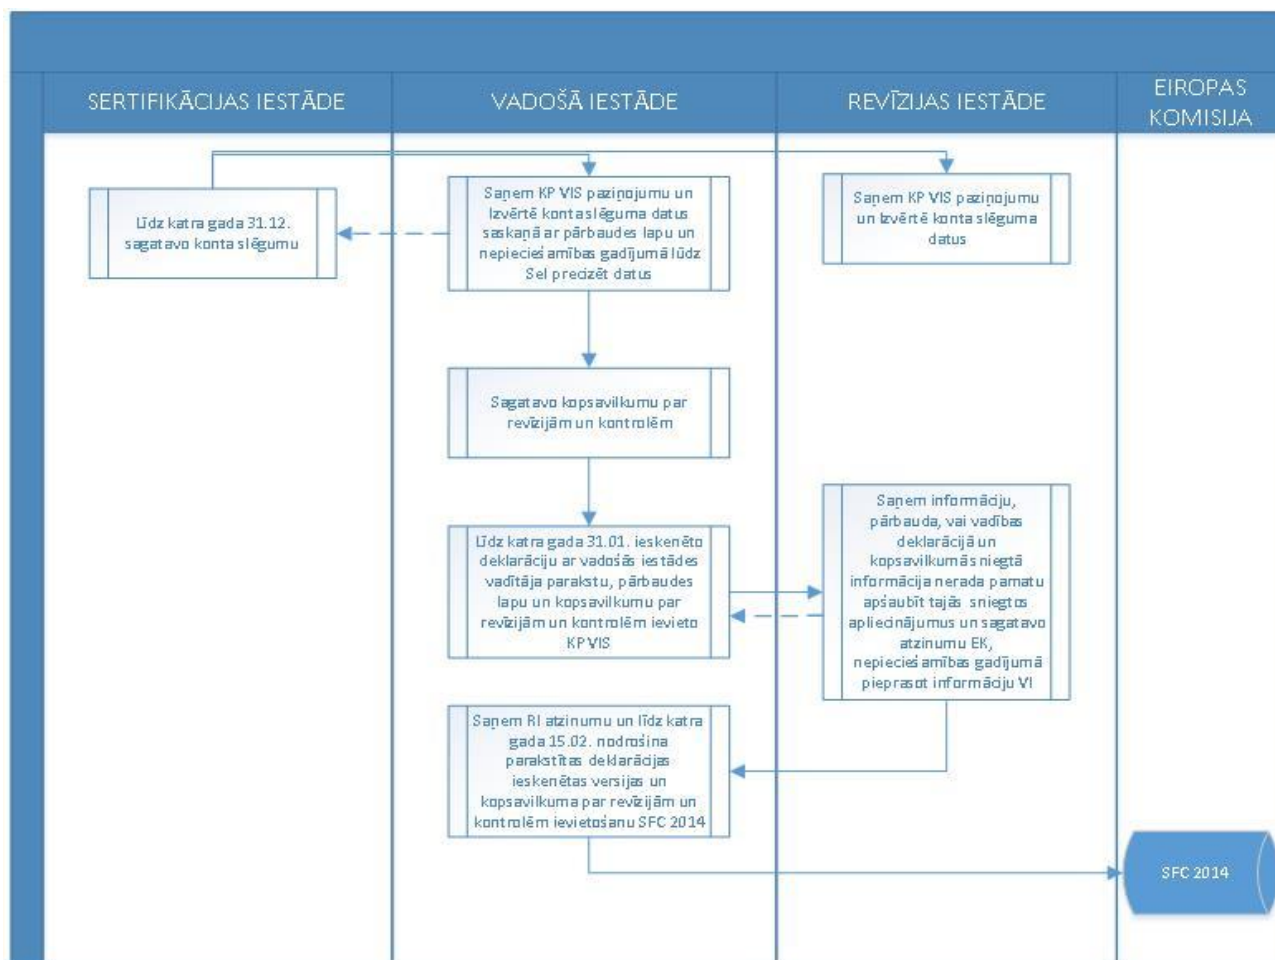 SERTIFIKĀCIJAS IESTĀDE
VADOŠĀ IESTĀDE
REVĪZIJAS IESTĀDE
EIROPAS
KOMISIJA
Līdz katra gada 31.12.
sagatavo konta slēgumu
Saņem KP VIS paziņojumu un
Izvērtē konta slēguma datus
saskaņā ar pārbaudes lapu un
nepieciešamības gadījumā lūdz
SeI precizēt datus
Saņem KP VIS paziņojumu
un Izvērtē konta slēguma
datus
Sagatavo kopsavilkumu par
revīzijām un kontrolēm
Līdz katra gada 31.01. ieskenēto
deklarāciju ar vadošās iestādes
vadītāja parakstu, pārbaudes
lapu un kopsavilkumu par
revīzijām un kontrolēm ievieto
KP VIS
Saņem informāciju,
pārbauda, vai vadības
deklarācijā un
kopsavilkumā sniegtā
informācija nerada pamatu
apšaubīt tajās sniegtos
apliecinājumus un sagatavo
atzinumu EK,
nepieciešamības gadījumā
pieprasot informāciju VI
Saņem RI atzinumu un līdz katra
gada 15.02. nodrošina
parakstītas deklarācijas
ieskenētas versijas un
kopsavilkuma par revīzijām un
kontrolēm ievietošanu SFC 2014
SFC 2014